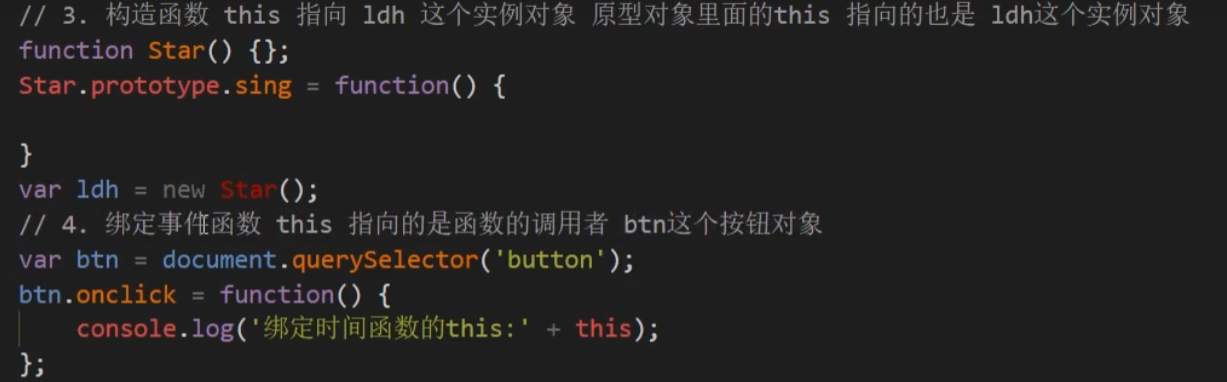 // 3. 构造函数 this 指向 ldh 这个实例对象 原型对象里面的this 指向的也是 ldh这个实例对象
function Star() {};
Star.prototype.sing = function() {
}
var ldh = new Star();
// 4. 绑定事件函数 this 指向的是函数的调用者 btn这个按钮对象
var btn = document.querySelector('button');
btn.onclick = function() {
console.log('绑定时间函数的this:' + this);
};